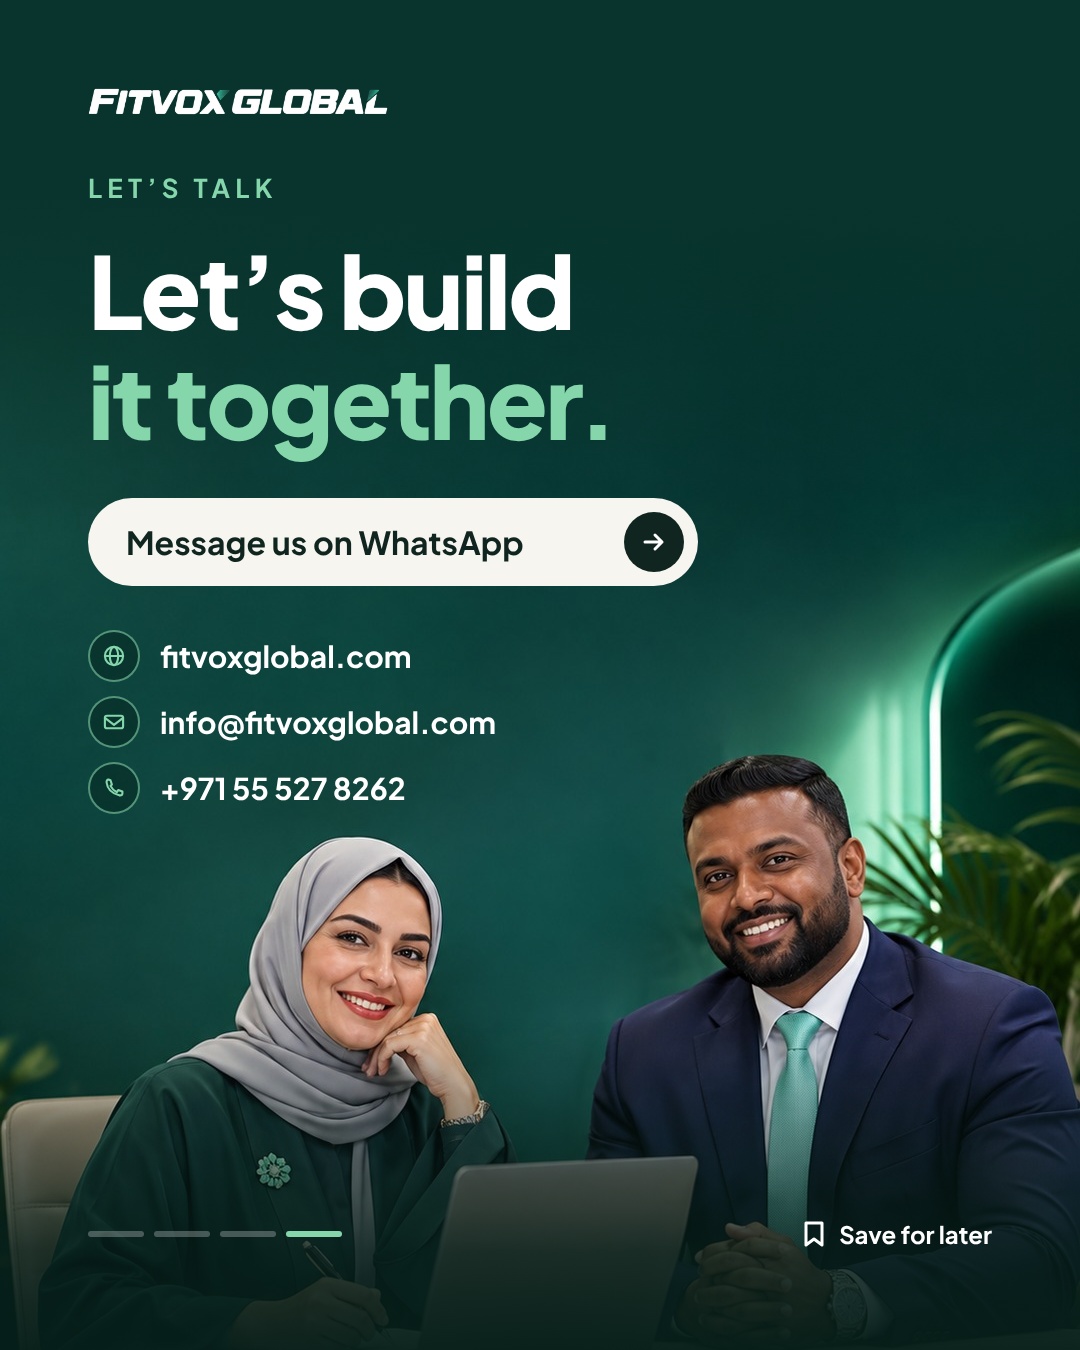 FITVOX GLOBAL
LET’S TALK
Let’s build
it together.
Message us on WhatsApp
fitvoxglobal.com
info@fitvoxglobal.com
+971 55 527 8262
Save for later